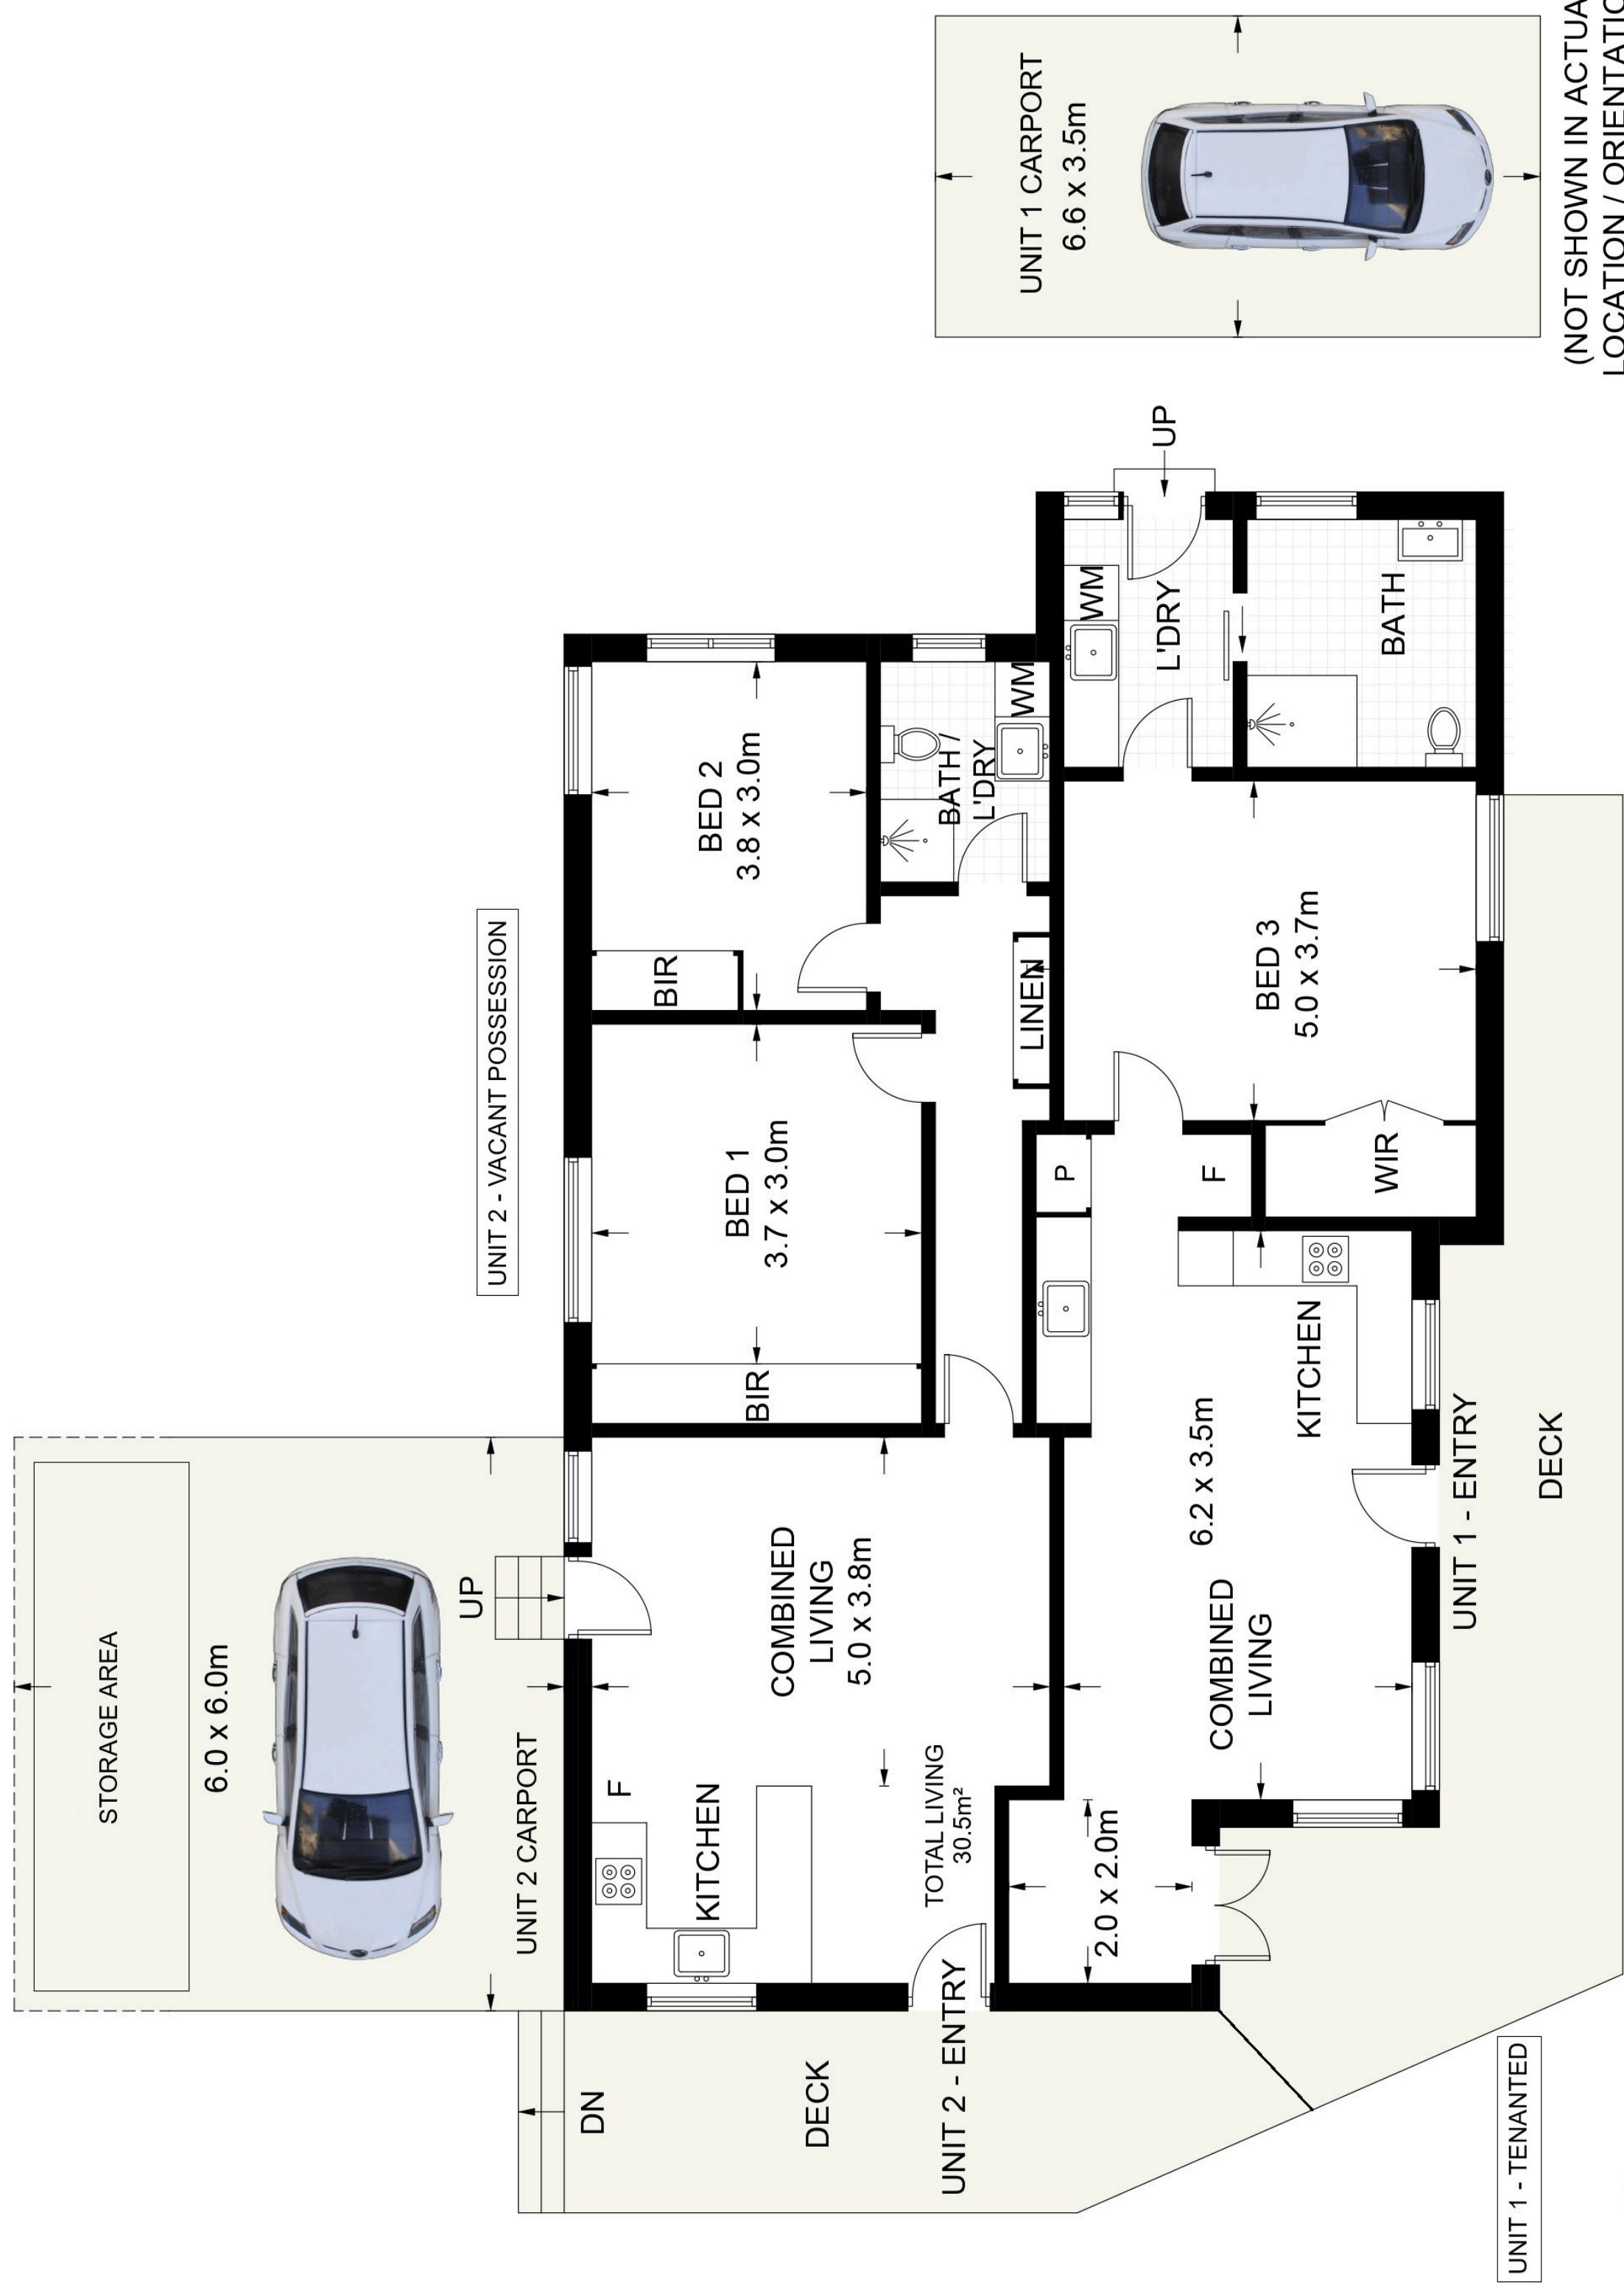 STORAGE AREA
6.0 x 6.0m
UP
UNIT 2 CARPORT
UNIT 2 - VACANT POSSESSION
DN
DECK
UNIT 2 - ENTRY
F
KITCHEN
COMBINED
LIVING
5.0 x 3.8m
TOTAL LIVING
30.5m²
BIR
BED 1
3.7 x 3.0m
BIR
BED 2
3.8 x 3.0m
BATH /
L'DRY
WM
LINEN
2.0 x 2.0m
COMBINED
LIVING
6.2 x 3.5m
KITCHEN
P
F
WIR
BED 3
5.0 x 3.7m
WM
L'DRY
BATH
UP
UNIT 1 - ENTRY
DECK
UNIT 1 - TENANTED
UNIT 1 CARPORT
6.6 x 3.5m
(NOT SHOWN IN
LOCATION /